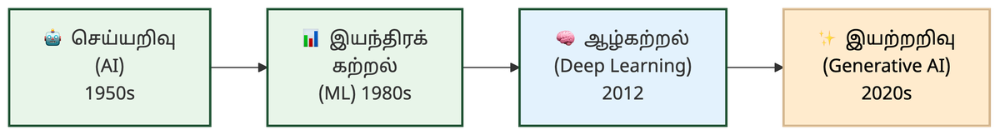 🤖 செய்யறிவு
(AI)
1950s
📊 இயந்திரக்
கற்றல்
(ML) 1980s
🧠 ஆழ்கற்றல்
(Deep Learning)
2012
✨ இயற்றறிவு
(Generative AI)
2020s